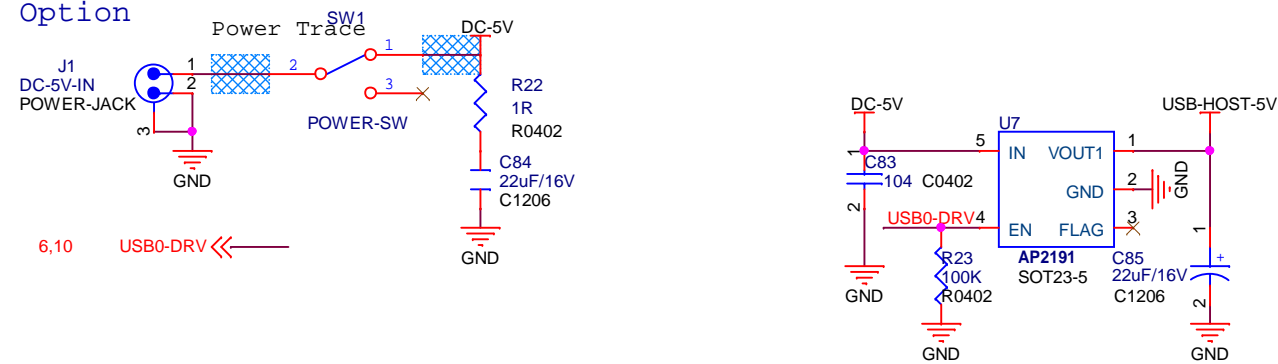 Option
Power Trace
SW1
DC-5V
J1
DC-5V-IN
POWER-JACK
1
2
3
GND
2
1
3
POWER-SW
R22
1R
R0402
C84
22uF/16V
C1206
GND
6,10
USB0-DRV
DC-5V
USB-HOST-5V
U7
1
C83
104
C0402
2
GND
5
IN
VOUT1
1
GND
2
GND
USB0-DRV
4
EN
FLAG
3
R23
100K
R0402
GND
AP2191
SOT23-5
1
C85
+
22uF/16V
C1206
2
GND